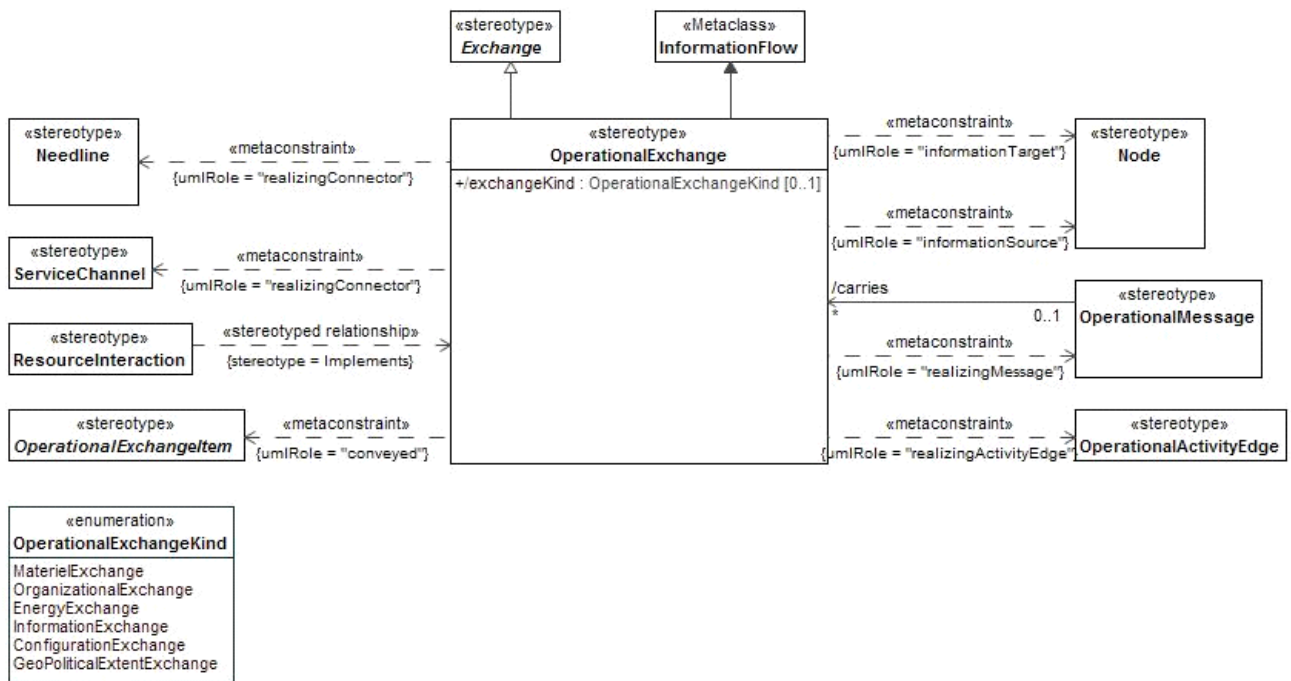 «stereotype»
Exchange
«Metaclass»
InformationFlow
«stereotype»
Needline
«metaconstraint»
{umlRole = "realizingConnector"}
«stereotype»
OperationalExchange
+/exchangeKind : OperationalExchangeKind [0..1]
«metaconstraint»
{umlRole = "informationTarget"}
«stereotype»
Node
«metaconstraint»
{umlRole = "informationSource"}
«stereotype»
ServiceChannel
«metaconstraint»
{umlRole = "realizingConnector"}
/carries
*
0..1
«stereotype»
OperationalMessage
«stereotype»
ResourceInteraction
«stereotyped relationship»
{stereotype = Implements}
«metaconstraint»
{umlRole = "realizingMessage"}
«stereotype»
OperationalExchangeItem
«metaconstraint»
{umlRole = "conveyed"}
«metaconstraint»
{umlRole = "realizingActivityEdge"}
«stereotype»
OperationalActivityEdge
«enumeration»
OperationalExchangeKind
MaterielExchange
OrganizationalExchange
EnergyExchange
InformationExchange
ConfigurationExchange
GeoPoliticalExtentExchange